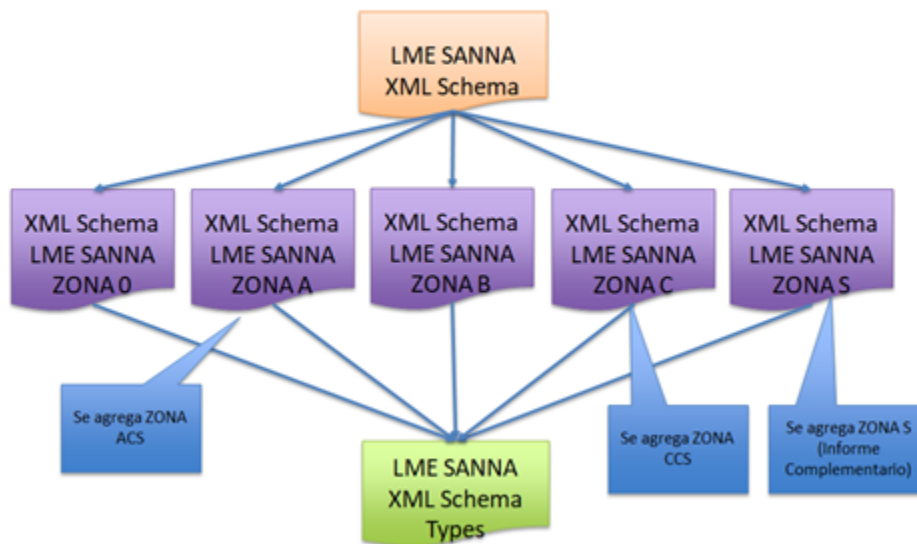 LME SANNA
XML Schema
XML Schema
LME SANNA
ZONA 0
XML Schema
LME SANNA
ZONA A
XML Schema
LME SANNA
ZONA B
XML Schema
LME SANNA
ZONA C
XML Schema
LME SANNA
ZONA S
Se agrega ZONA
ACS
Se agrega ZONA
CCS
Se agrega ZONA S
(Informe
Complementario)
LME SANNA
XML Schema
Types